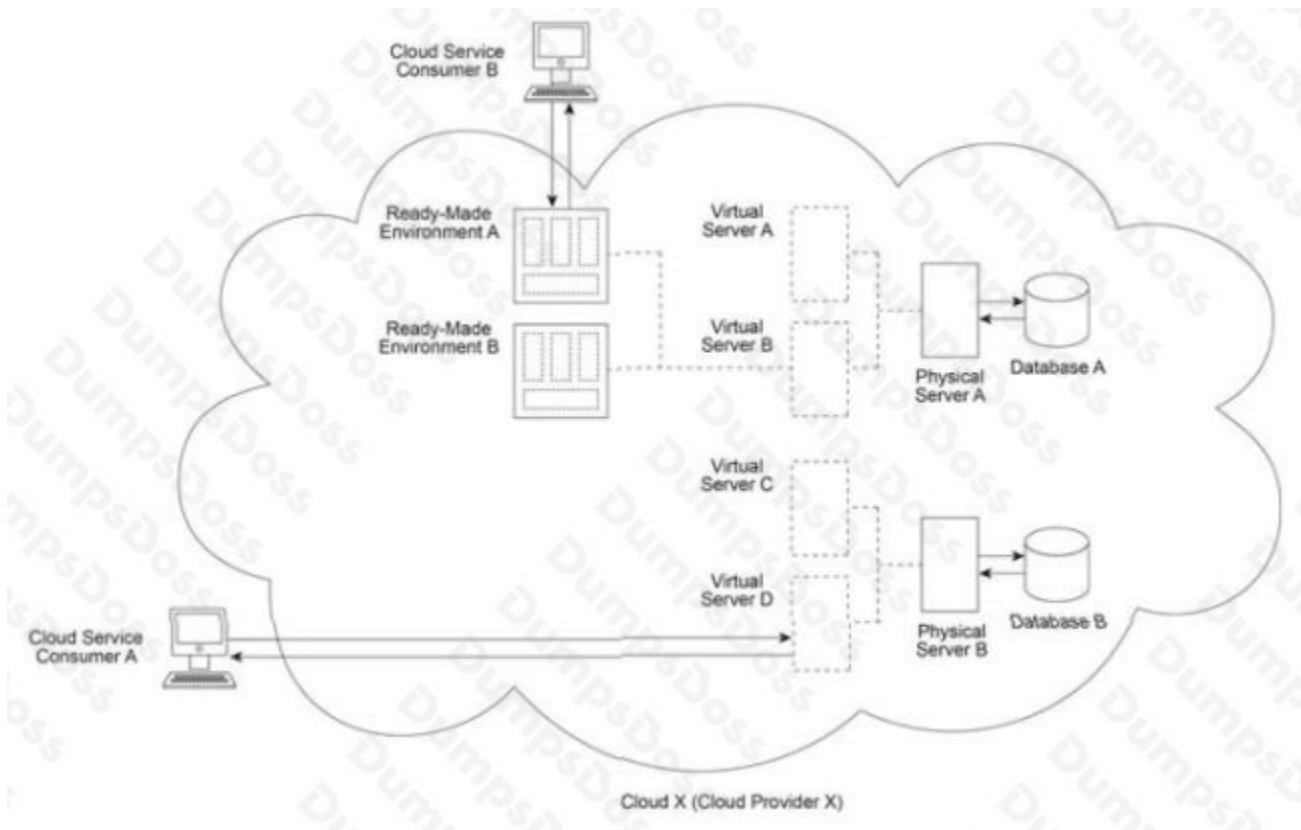 Cloud Service
Consumer B
Ready-Made
Environment A
Virtual
Server A
Ready-Made
Environment B
Virtual
Server B
Physical
Server A
Database A
Virtual
Server C
Virtual
Server D
Cloud Service
Consumer A
Physical
Server B
Database B
Cloud X (Cloud Provider X)
DumpsDoss